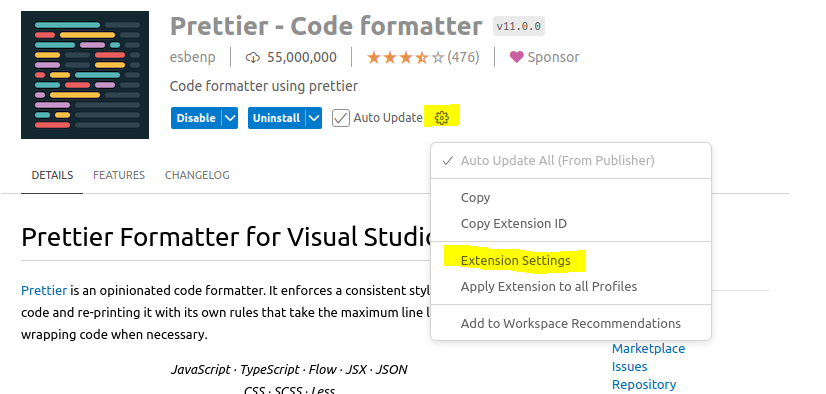 Prettier - Code formatter v11.0.0
esbenp 55,000,000 (476) Sponsor
Code formatter using prettier
Disable Uninstall Auto Update
Auto Update All (From Publisher)
DETAILS FEATURES CHANGELOG
Copy
Copy Extension ID
Prettier Formatter for Visual Studi
Extension Settings
Prettier is an opinionated code formatter. It enforces a consistent styl
Apply Extension to all Profiles
code and re-printing it with its own rules that take the maximum line l
wrapping code when necessary.
Add to Workspace Recommendations
Marketplace
JavaScript · TypeScript · Flow · JSX · JSON
Issues
CSS · SCSS · Less
Repository